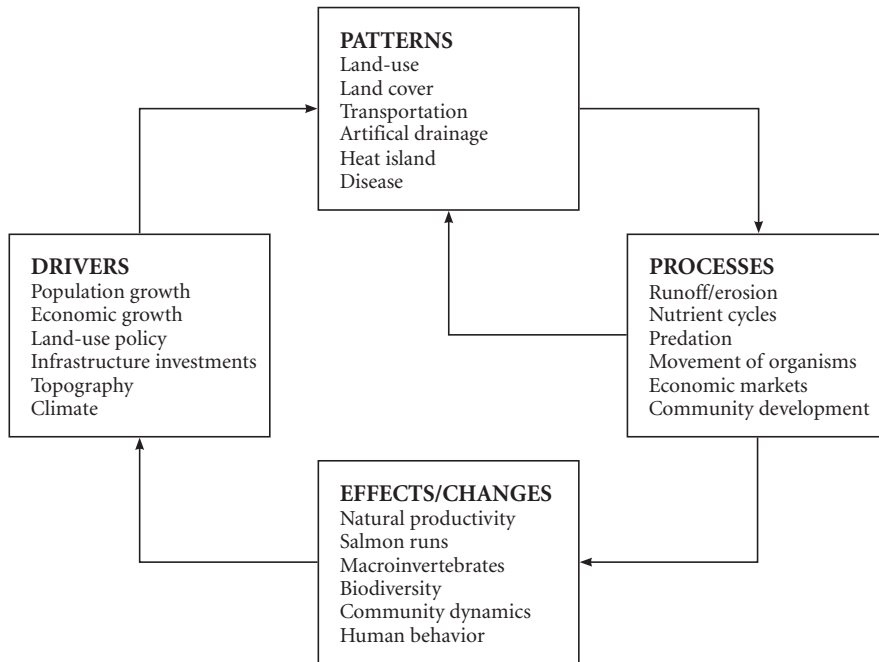 PATTERNS
Land-use
Land cover
Transportation
Artifical drainage
Heat island
Disease
DRIVERS
Population growth
Economic growth
Land-use policy
Infrastructure investments
Topography
Climate
PROCESSES
Runoff/erosion
Nutrient cycles
Predation
Movement of organisms
Economic markets
Community development
EFFECTS/CHANGES
Natural productivity
Salmon runs
Macroinvertebrates
Biodiversity
Community dynamics
Human behavior